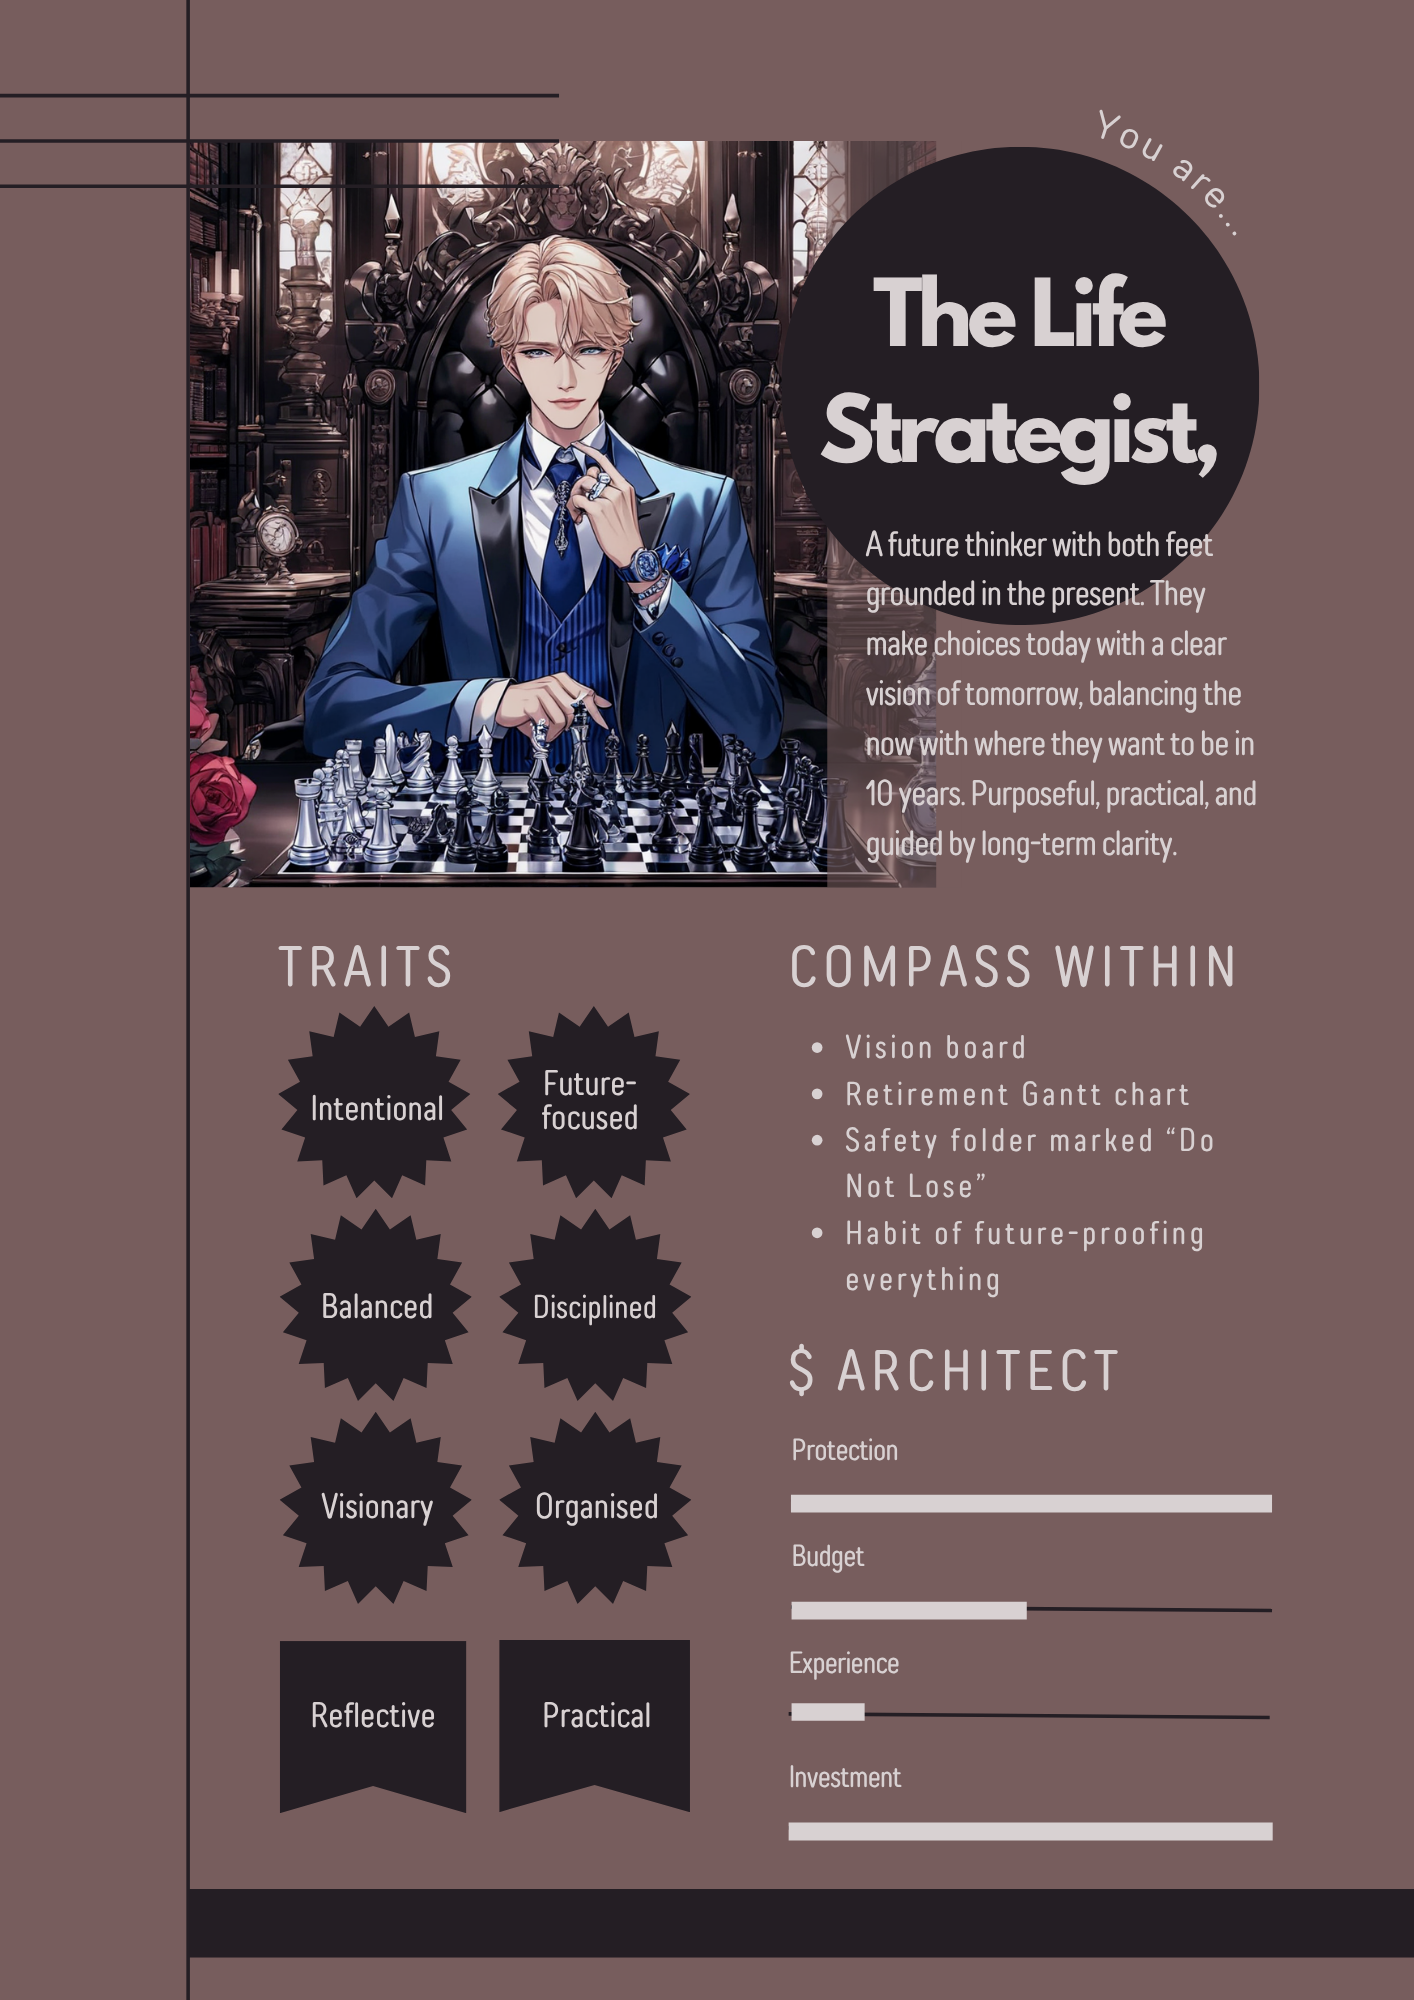 You are...
The Life
Strategist,
A future thinker with both feet
grounded in the present. They
make choices today with a clear
vision of tomorrow, balancing the
now with where they want to be in
10 years. Purposeful, practical, and
guided by long-term clarity.
TRAITS
Intentional
Future-
focused
Balanced
Disciplined
Visionary
Organised
Reflective
Practical
COMPASS WITHIN
• Vision board
• Retirement Gantt chart
• Safety folder marked “Do
Not Lose”
• Habit of future-proofing
everything
$ ARCHITECT
Protection
Budget
Experience
Investment